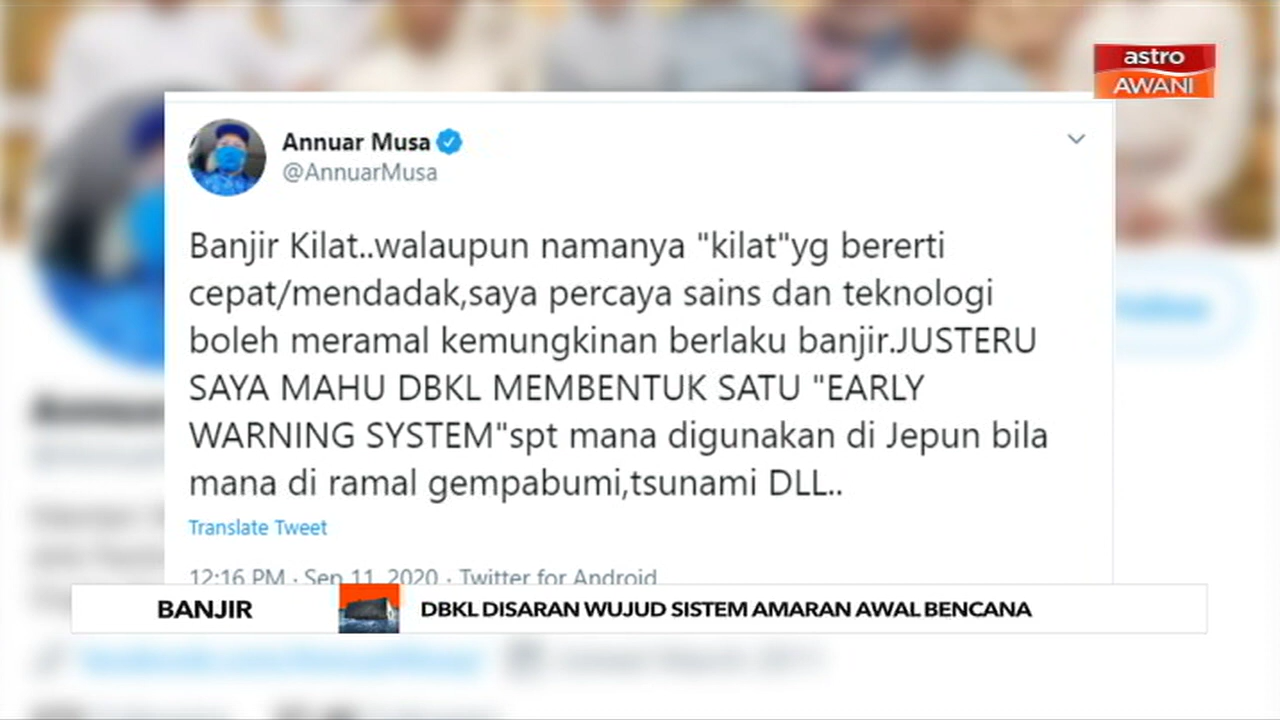 astro
AWANI
Annuar Musa
@AnnuarMusa
Banjir Kilat..walaupun namanya "kilat"yg bererti
cepat/mendadak,saya percaya sains dan teknologi
boleh meramal kemungkinan berlaku banjir.JUSTERU
SAYA MAHU DBKL MEMBENTUK SATU "EARLY
WARNING SYSTEM"spt mana digunakan di Jepun bila
mana di ramal gempabumi,tsunami DLL..
Translate Tweet
12:16 PM · Sep 11, 2020 · Twitter for Android
BANJIR
DBKL DISARAN WUJUD SISTEM AMARAN AWAL BENCANA